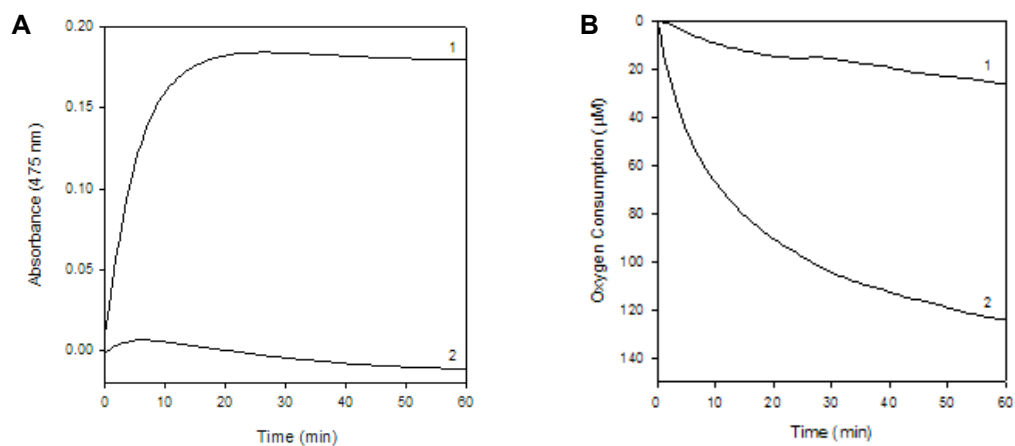 A
0.20
0.15
0.10
0.05
0.00
Absorbance (475 nm)
1
2
0 10 20 30 40 50 60
Time (min)
B
0
20
40
60
80
100
120
140
Oxygen Consumption (µM)
1
2
0 10 20 30 40 50 60
Time (min)